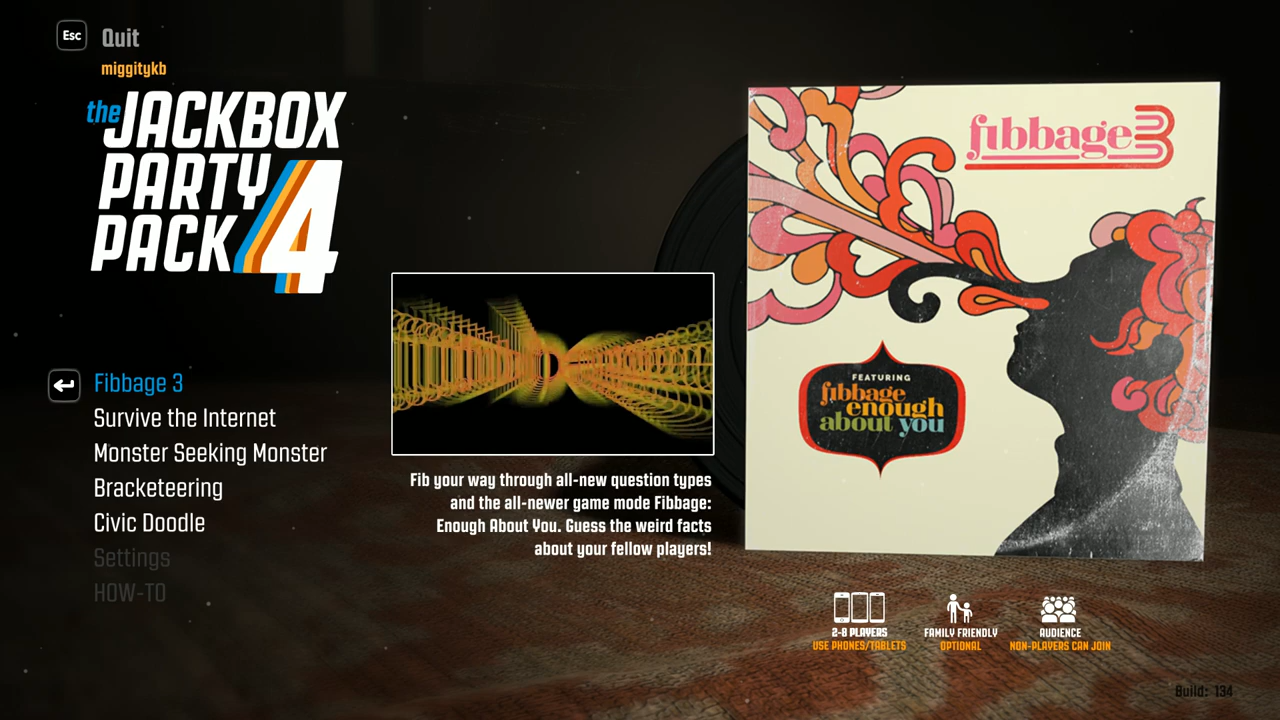 Esc Quit
miggitykb
the JACKBOX
PARTY
PACK 4
Fibbage 3
Survive the Internet
Monster Seeking Monster
Bracketeering
Civic Doodle
Settings
HOW-TO
Fib your way through all-new question types
and the all-newer game mode Fibbage:
Enough About You. Guess the weird facts
about your fellow players!
fibbage 3
FEATURING
fibbage
enough
about you
2-8 PLAYERS
USE PHONES/TABLETS
FAMILY FRIENDLY
OPTIONAL
AUDIENCE
NON-PLAYERS CAN JOIN
Build: 134